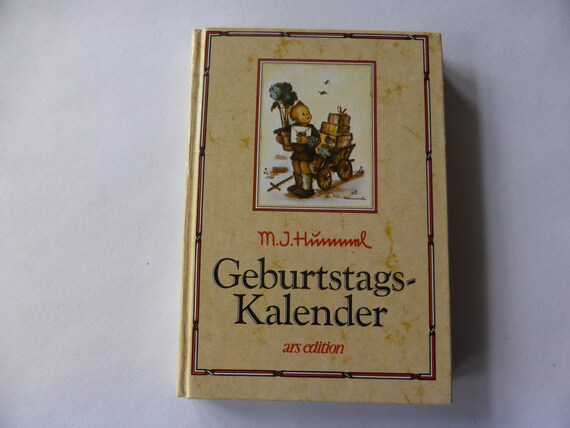 M.J. Hummel
Geburtstags-
Kalender
ars edition